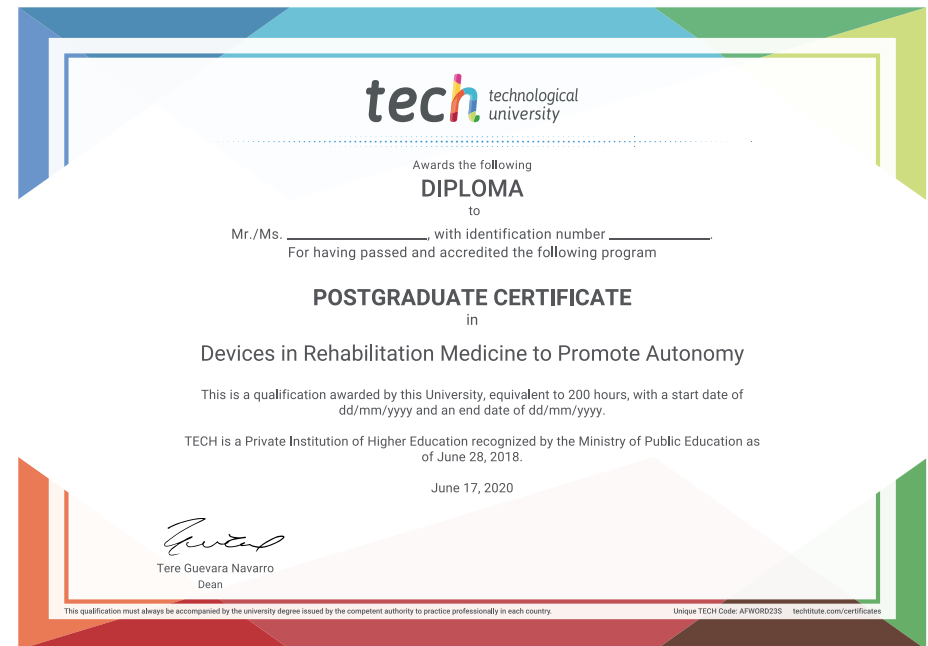 tech technological
university
Awards the following
DIPLOMA
to
Mr./Ms. ____________________, with identification number ______________.
For having passed and accredited the following program
POSTGRADUATE CERTIFICATE
in
Devices in Rehabilitation Medicine to Promote Autonomy
This is a qualification awarded by this University, equivalent to 200 hours, with a start date of
dd/mm/yyyy and an end date of dd/mm/yyyy.
TECH is a Private Institution of Higher Education recognized by the Ministry of Public Education as
of June 28, 2018.
June 17, 2020
Tere Guevara Navarro
Dean
This qualification must always be accompanied by the university degree issued by the competent authority to practice professionally in each country. Unique TECH Code: AFWORD23S techtitute.com/certificates